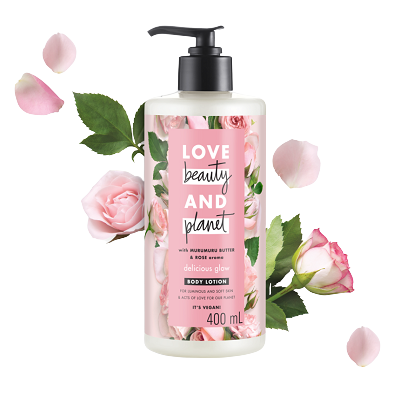 LOVE
beauty
AND
planet
with MURUMURU BUTTER
& ROSE aroma
delicious glow
BODY LOTION
FOR LUMINOUS AND SOFT SKIN
& ACTS OF LOVE FOR OUR PLANET
IT'S VEGAN!
400 mL